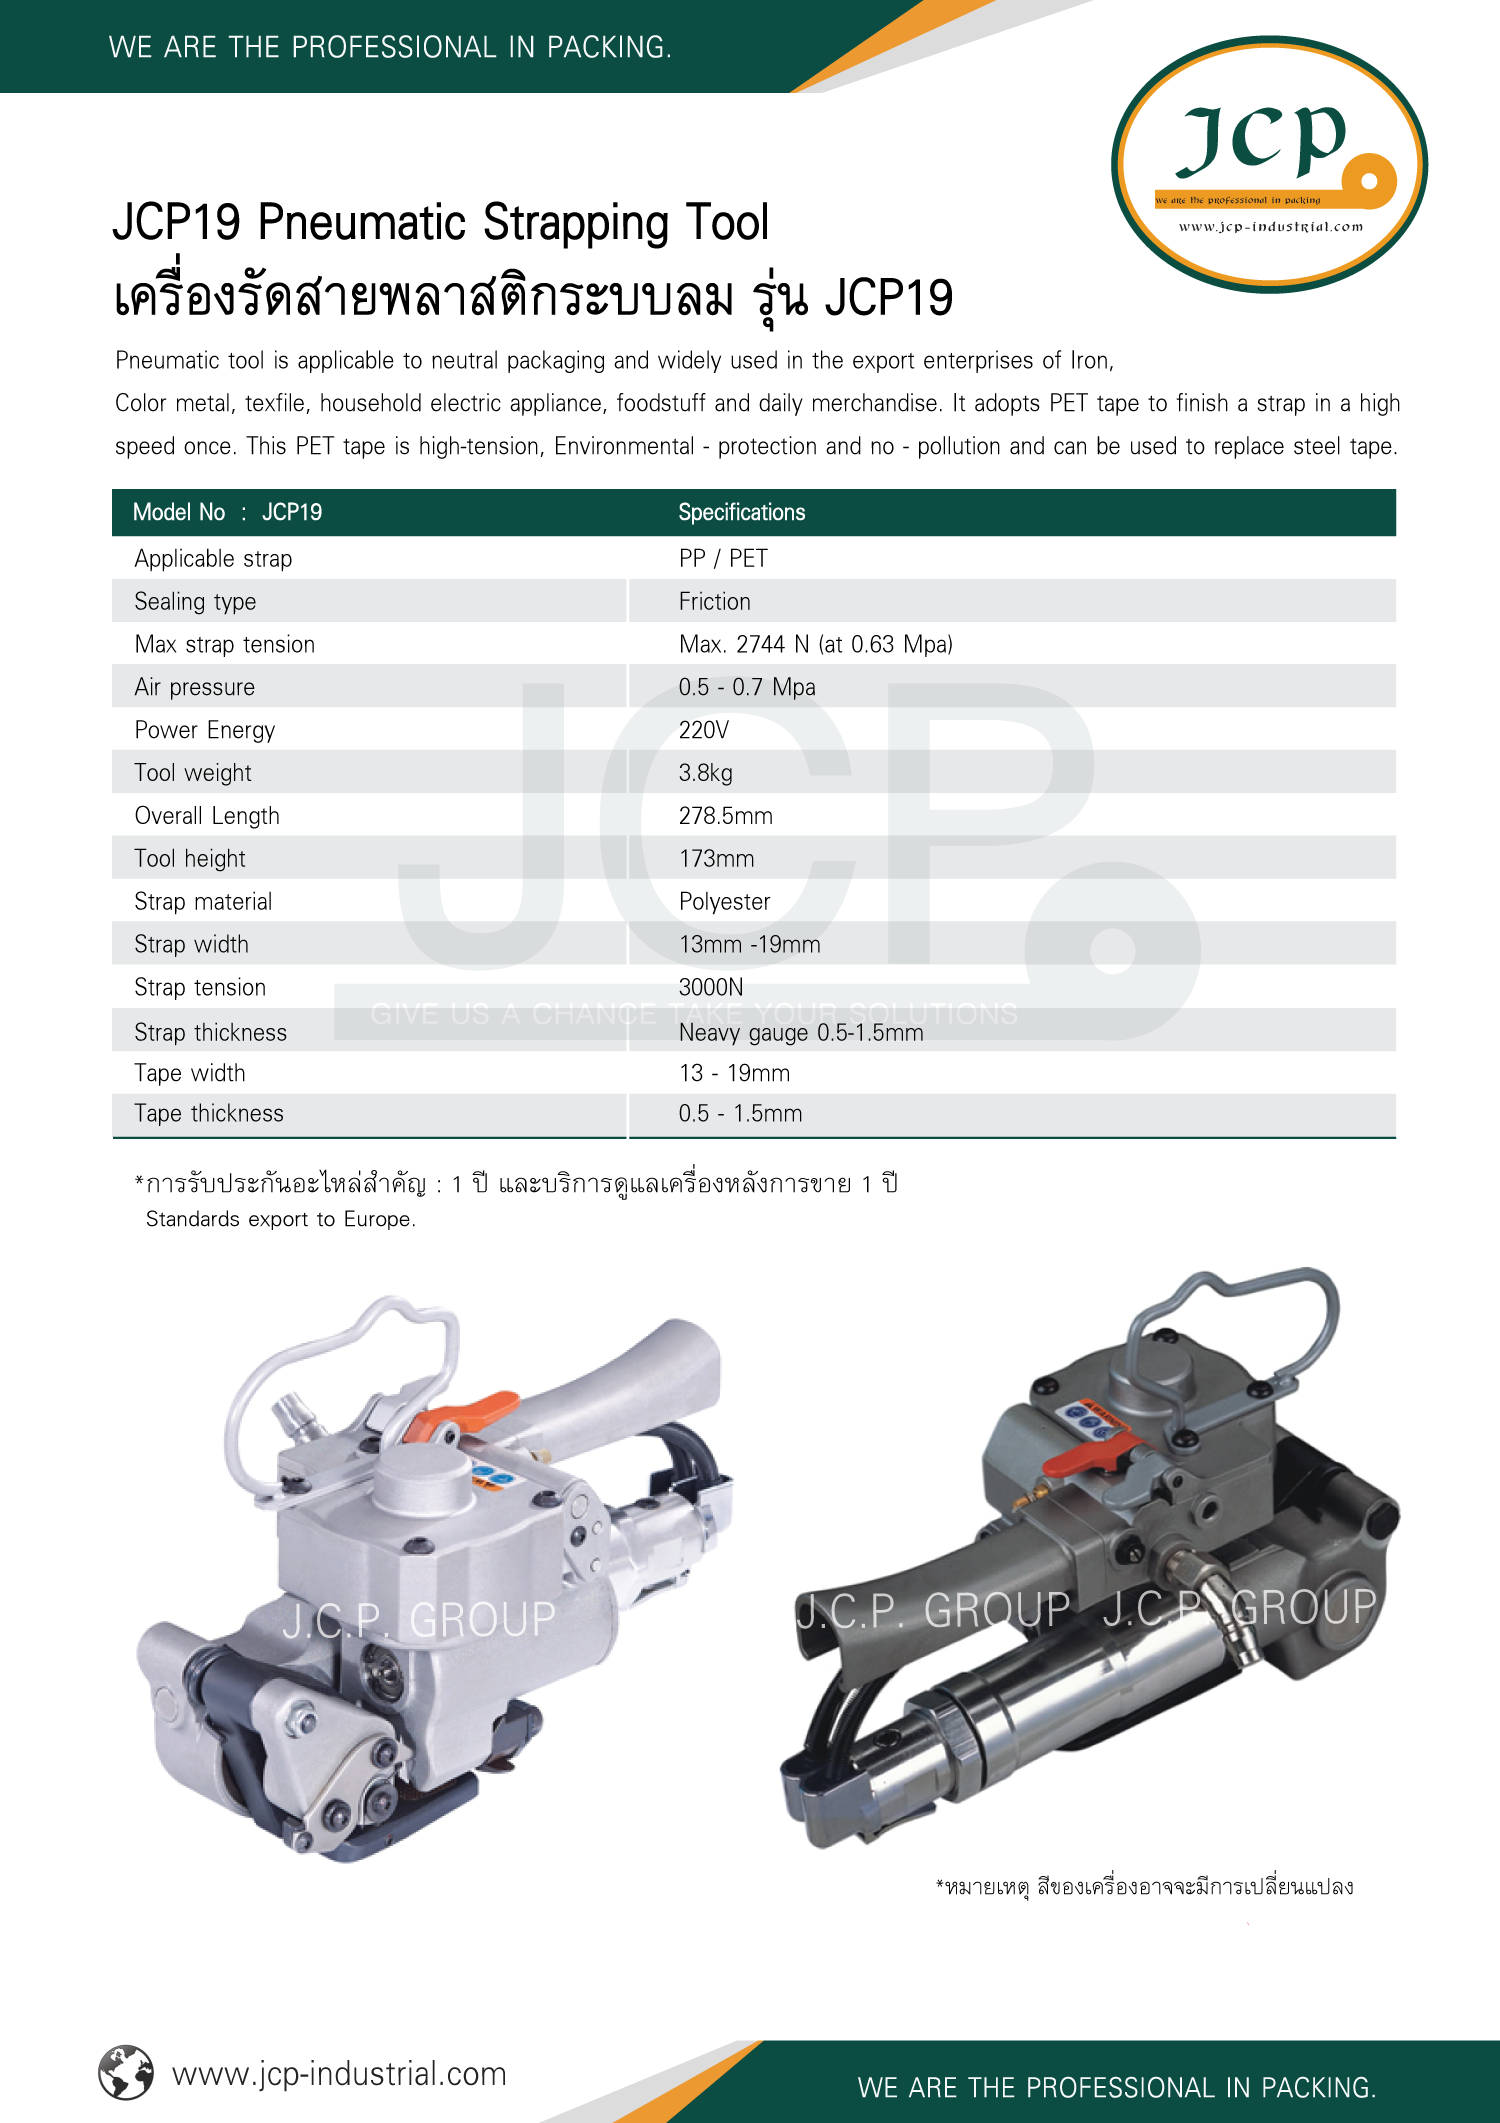 WE ARE THE PROFESSIONAL IN PACKING.
JCP
we are the professional in packing
www.jcp-industrial.com
JCP19 Pneumatic Strapping Tool
เครื่องรัดสายพลาสติกระบบลม รุ่น JCP19
Pneumatic tool is applicable to neutral packaging and widely used in the export enterprises of Iron,
Color metal, texfile, household electric appliance, foodstuff and daily merchandise. It adopts PET tape to finish a strap in a high
speed once. This PET tape is high-tension, Environmental - protection and no - pollution and can be used to replace steel tape.
Model No : JCP19 Specifications
Applicable strap PP / PET
Sealing type Friction
Max strap tension Max. 2744 N (at 0.63 Mpa)
Air pressure 0.5 - 0.7 Mpa
Power Energy 220V
Tool weight 3.8kg
Overall Length 278.5mm
Tool height 173mm
Strap material Polyester
Strap width 13mm -19mm
Strap tension 3000N
Strap thickness Neavy gauge 0.5-1.5mm
Tape width 13 - 19mm
Tape thickness 0.5 - 1.5mm
JCP
GIVE US A CHANCE TAKE YOUR SOLUTIONS
*การรับประกันอะไหล่สำคัญ : 1 ปี และบริการดูแลเครื่องหลังการขาย 1 ปี
Standards export to Europe.
J.C.P. GROUP
J.C.P. GROUP J.C.P. GROUP
*หมายเหตุ สีของเครื่องอาจจะมีการเปลี่ยนแปลง
www.jcp-industrial.com
WE ARE THE PROFESSIONAL IN PACKING.